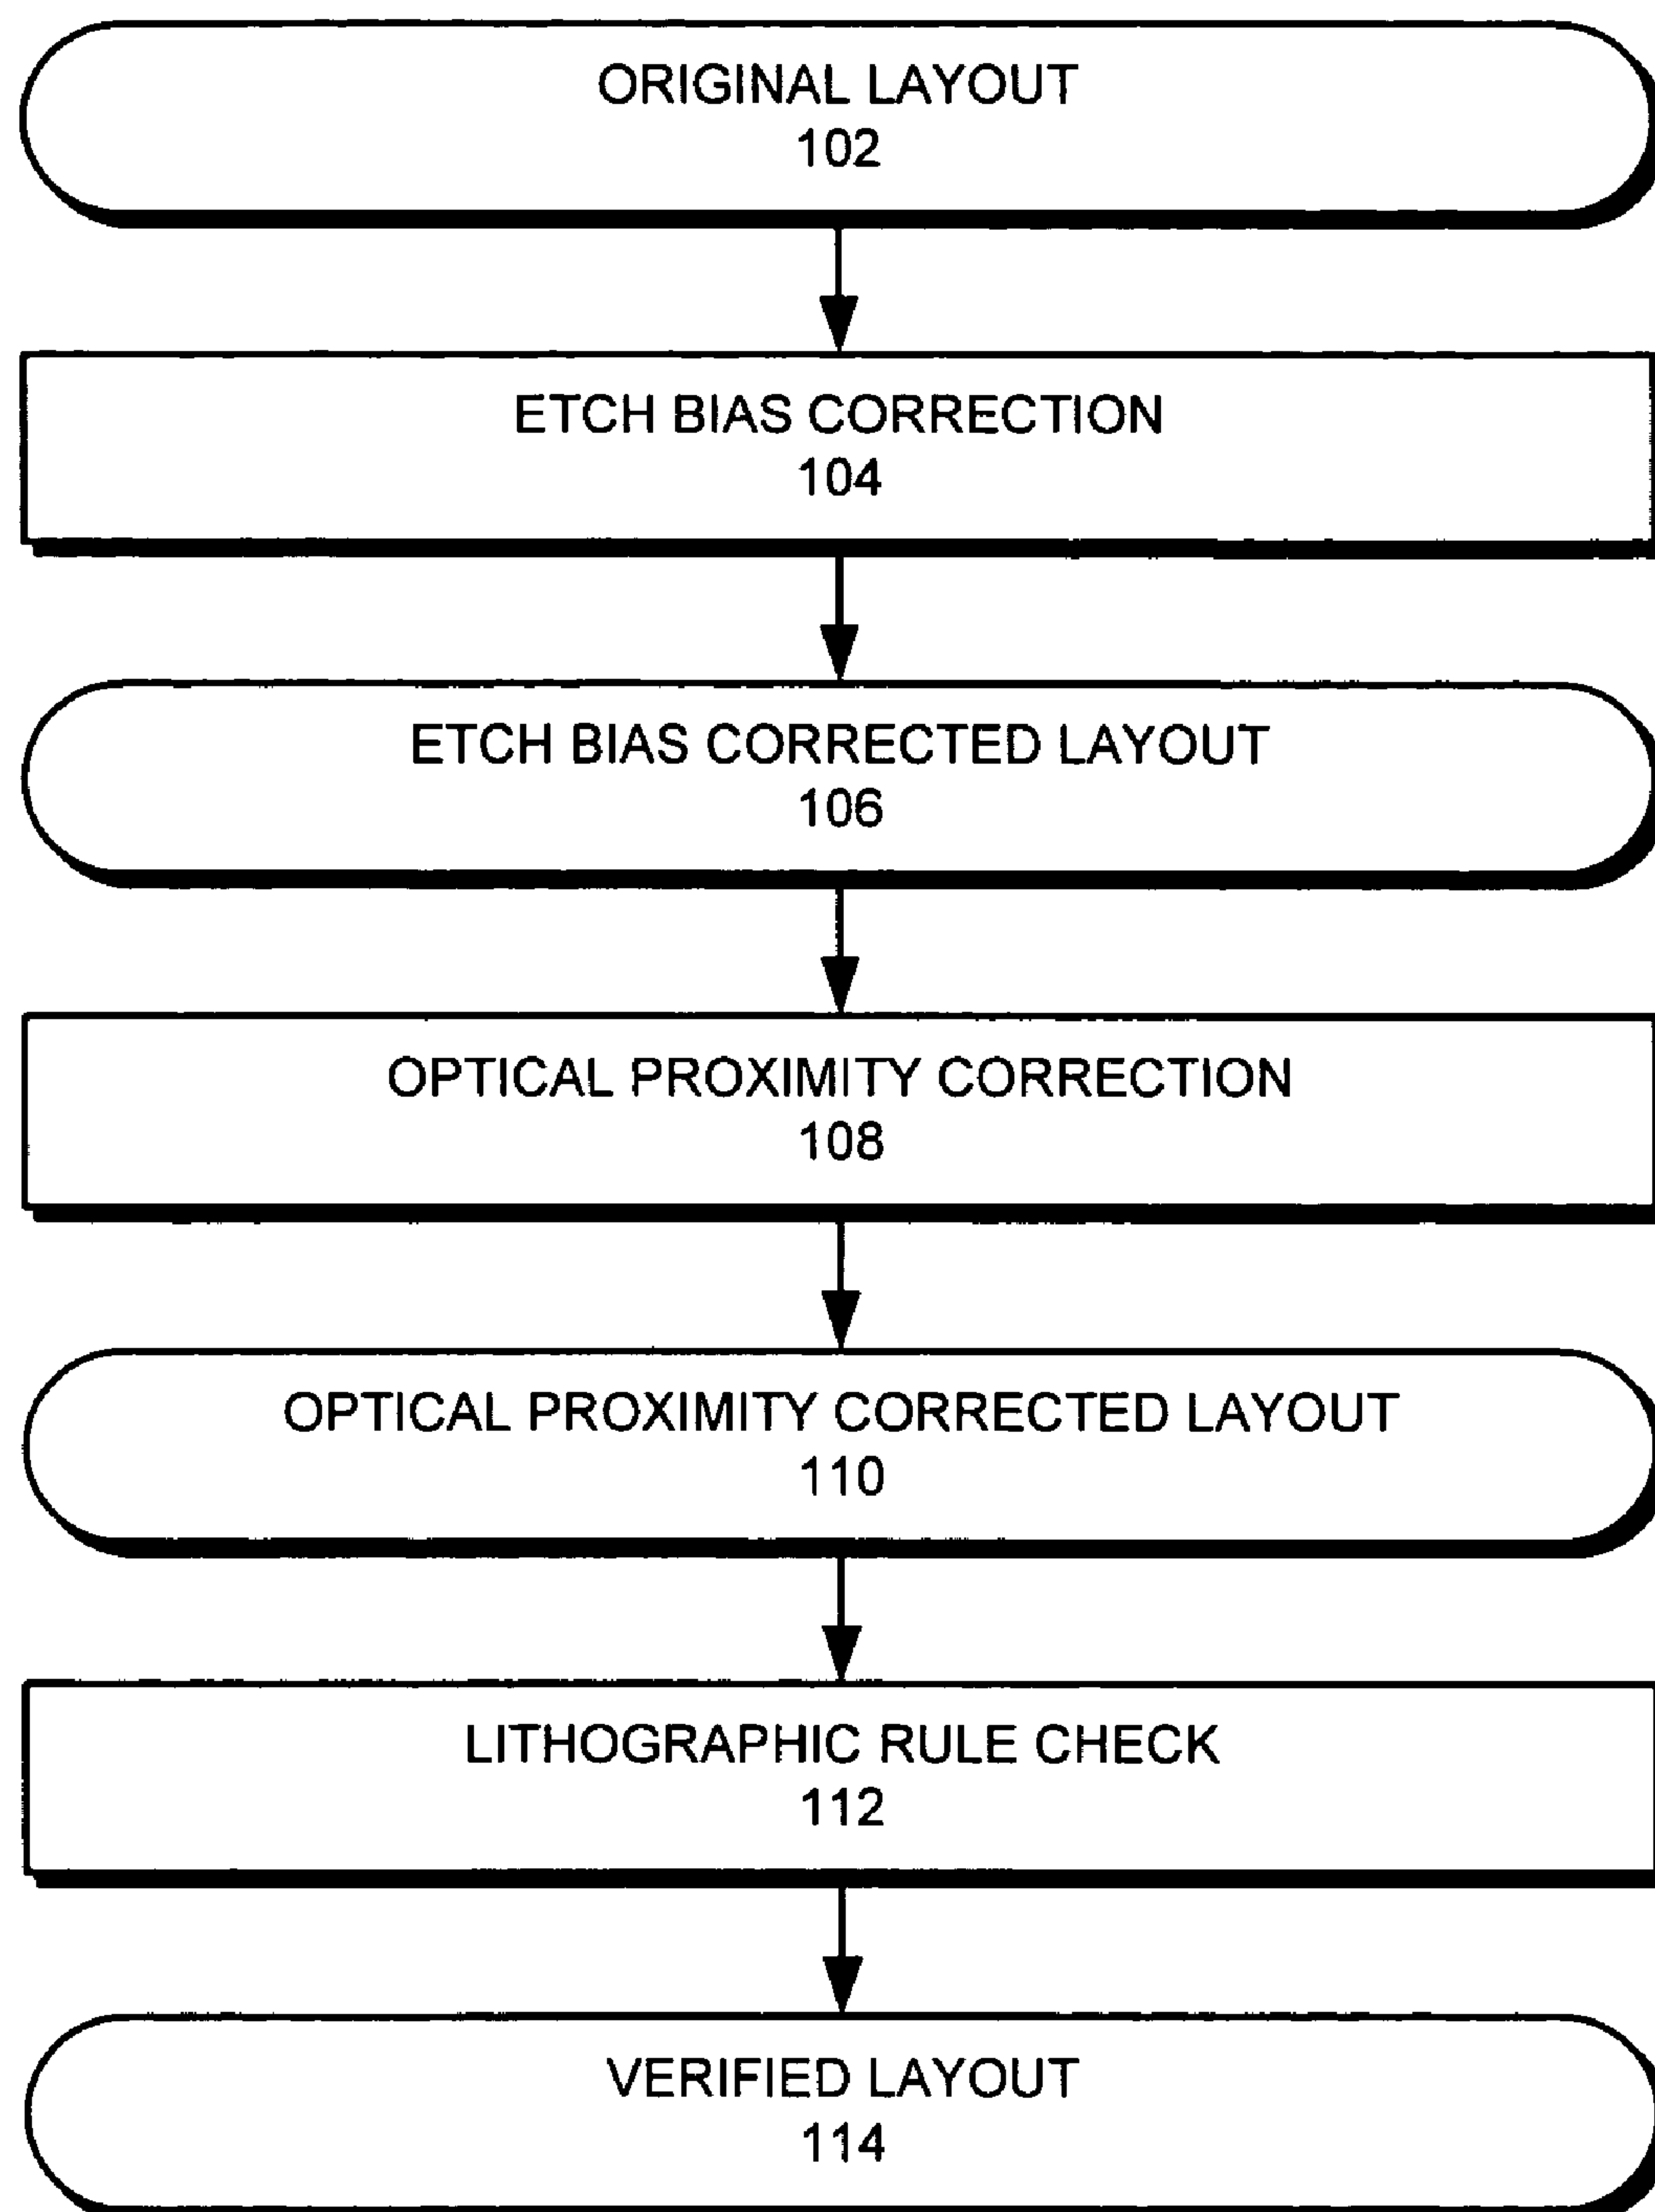 ORIGINAL LAYOUT
102
ETCH BIAS CORRECTION
104
ETCH BIAS CORRECTED LAYOUT
106
OPTICAL PROXIMITY CORRECTION
108
OPTICAL PROXIMITY CORRECTED LAYOUT
110
LITHOGRAPHIC RULE CHECK
112
VERIFIED LAYOUT
114